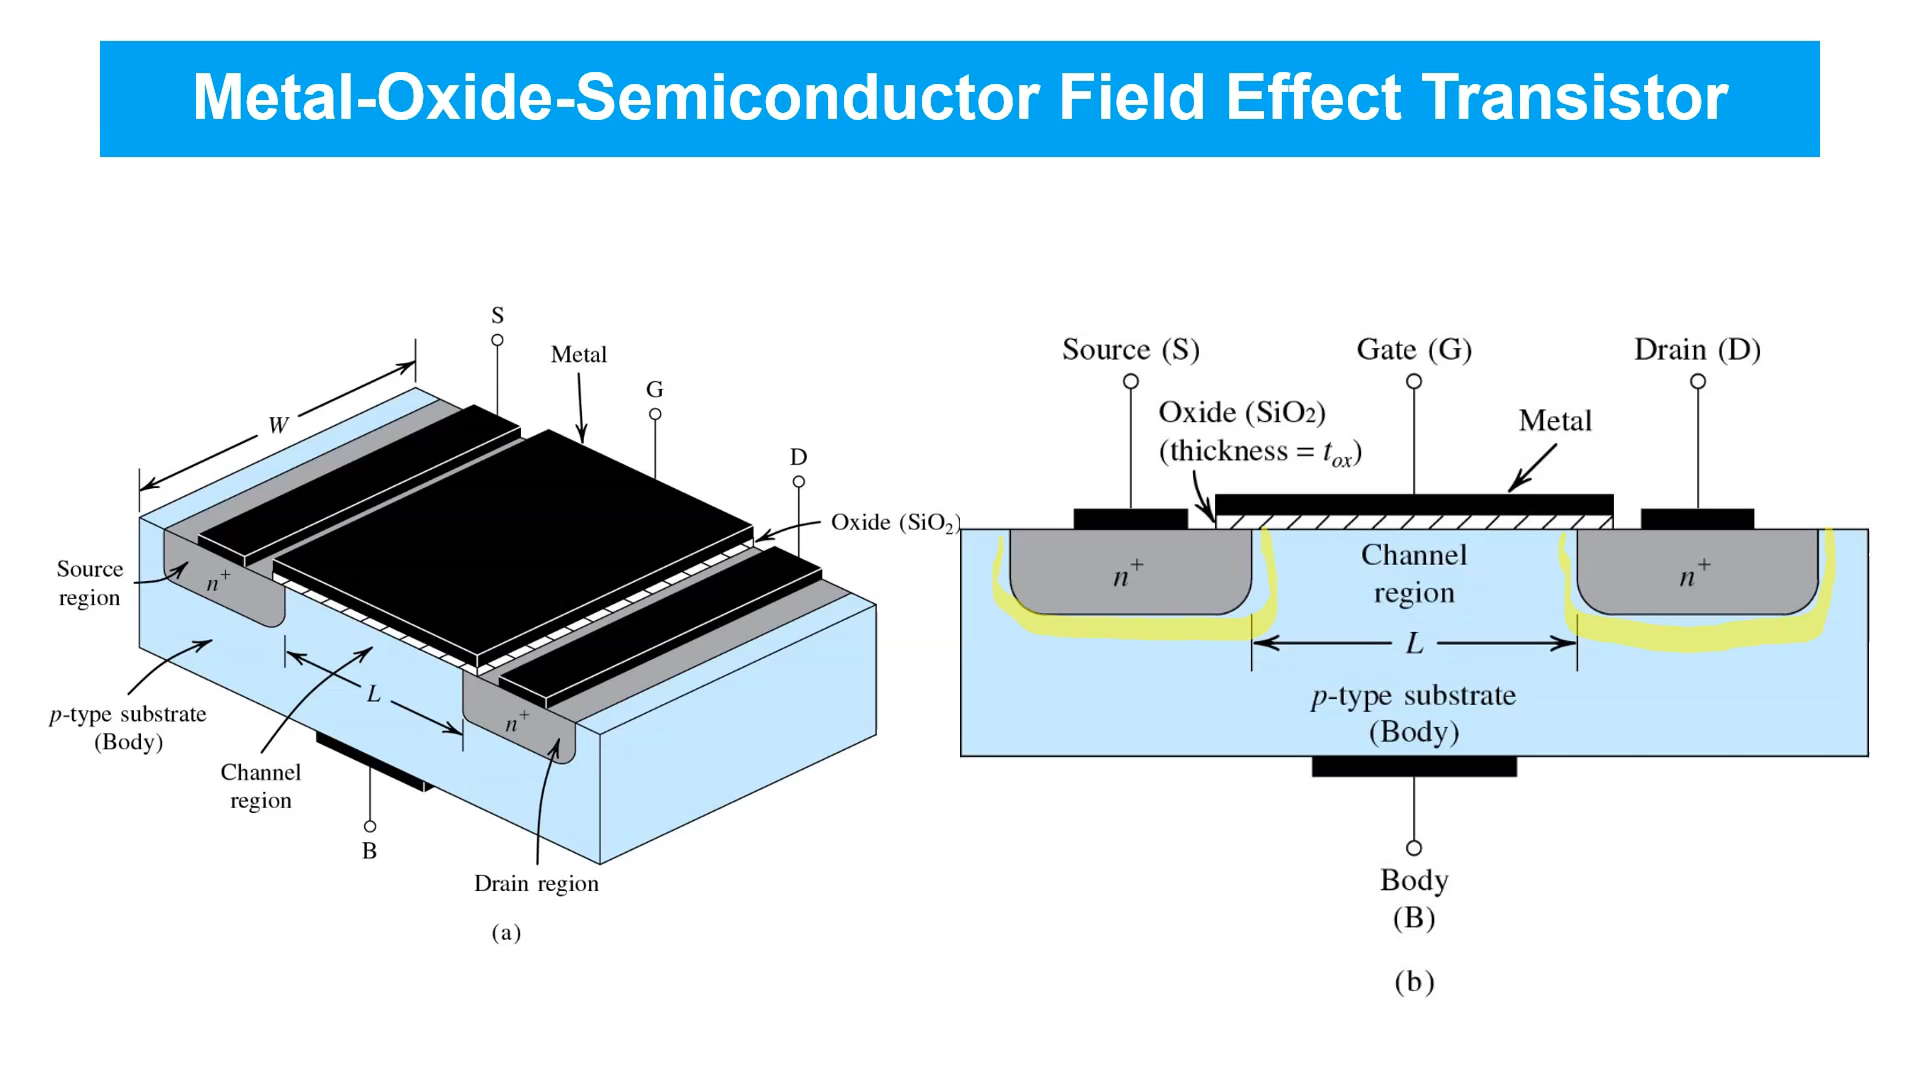 Metal-Oxide-Semiconductor Field Effect Transistor
S
Metal
G
W
D
Oxide (SiO2)
Source
region
n+
L
n+
p-type substrate
(Body)
Channel
region
B
Drain region
(a)
Source (S)
Gate (G)
Drain (D)
Oxide (SiO2)
(thickness = tox)
Metal
n+
Channel
region
n+
L
p-type substrate
(Body)
Body
(B)
(b)